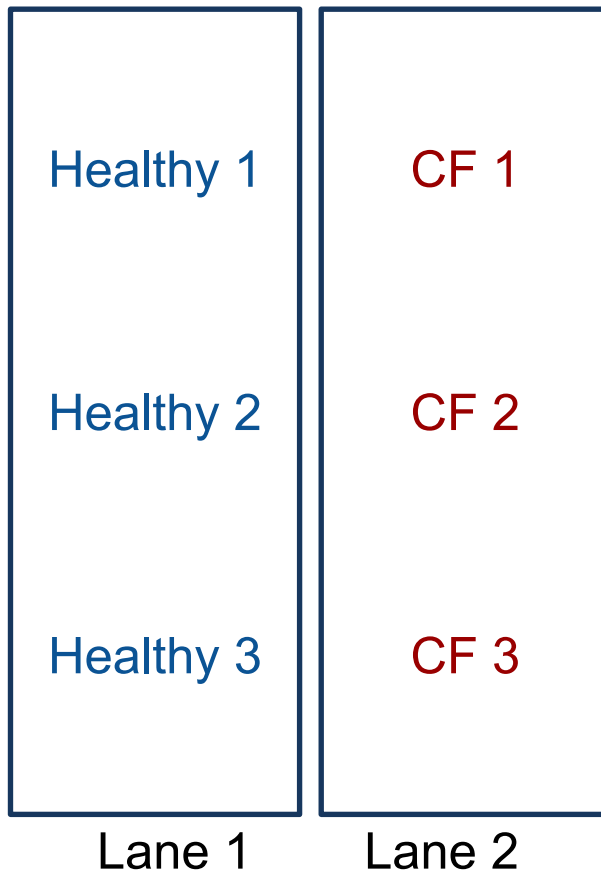 Healthy 1
CF 1
Healthy 2
CF 2
Healthy 3
CF 3
Lane 1
Lane 2